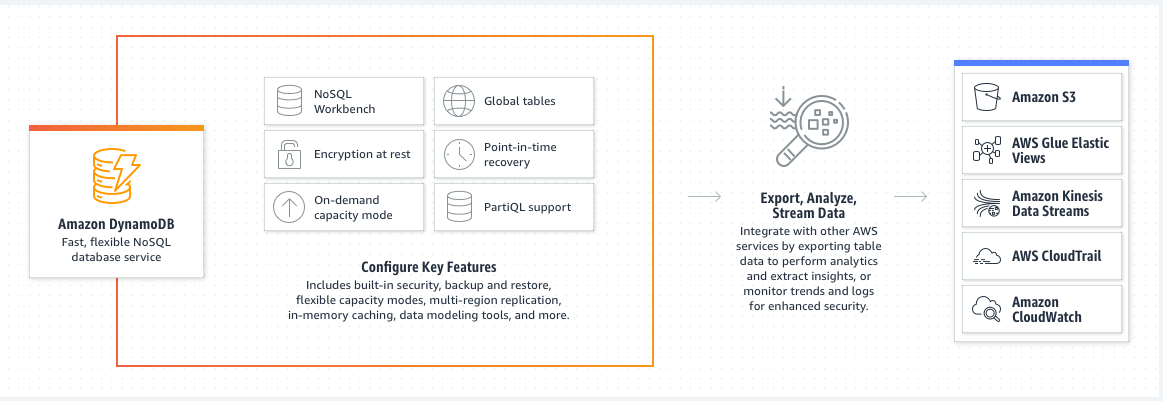 Amazon DynamoDB
Fast, flexible NoSQL
database service
NoSQL
Workbench
Global tables
Encryption at rest
Point-in-time
recovery
On-demand
capacity mode
PartiQL support
Configure Key Features
Includes built-in security, backup and restore,
flexible capacity modes, multi-region replication,
in-memory caching, data modeling tools, and more.
Export, Analyze,
Stream Data
Integrate with other AWS
services by exporting table
data to perform analytics
and extract insights, or
monitor trends and logs
for enhanced security.
Amazon S3
AWS Glue Elastic
Views
Amazon Kinesis
Data Streams
AWS CloudTrail
Amazon
CloudWatch